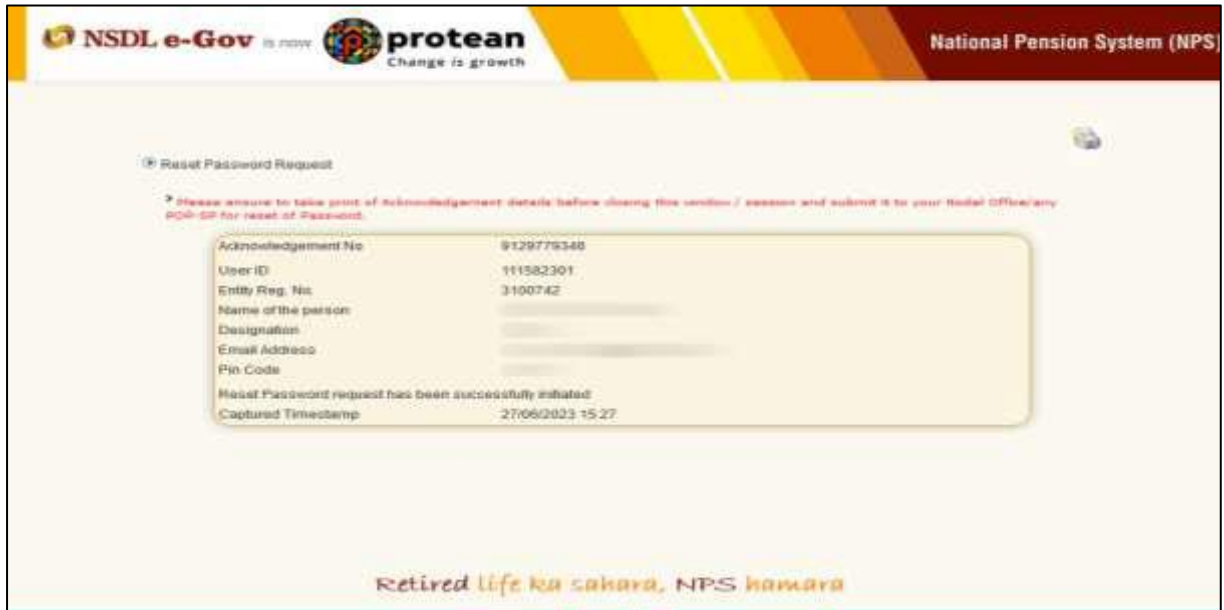 NSDL e-Gov is now protean
Change is growth
National Pension System (NPS)
Reset Password Request
Please ensure to take print of Acknowledgement details before closing this window / session and submit it to your Nodal Office/any
POP-SP for reset of Password.
Acknowledgement No 9129779348
User ID 111582301
Entity Reg. No. 3100742
Name of the person
Designation
Email Address
Pin Code
Reset Password request has been successfully initiated
Captured Timestamp 27/06/2023 15:27
Retired life ka sahara, NPS hamara